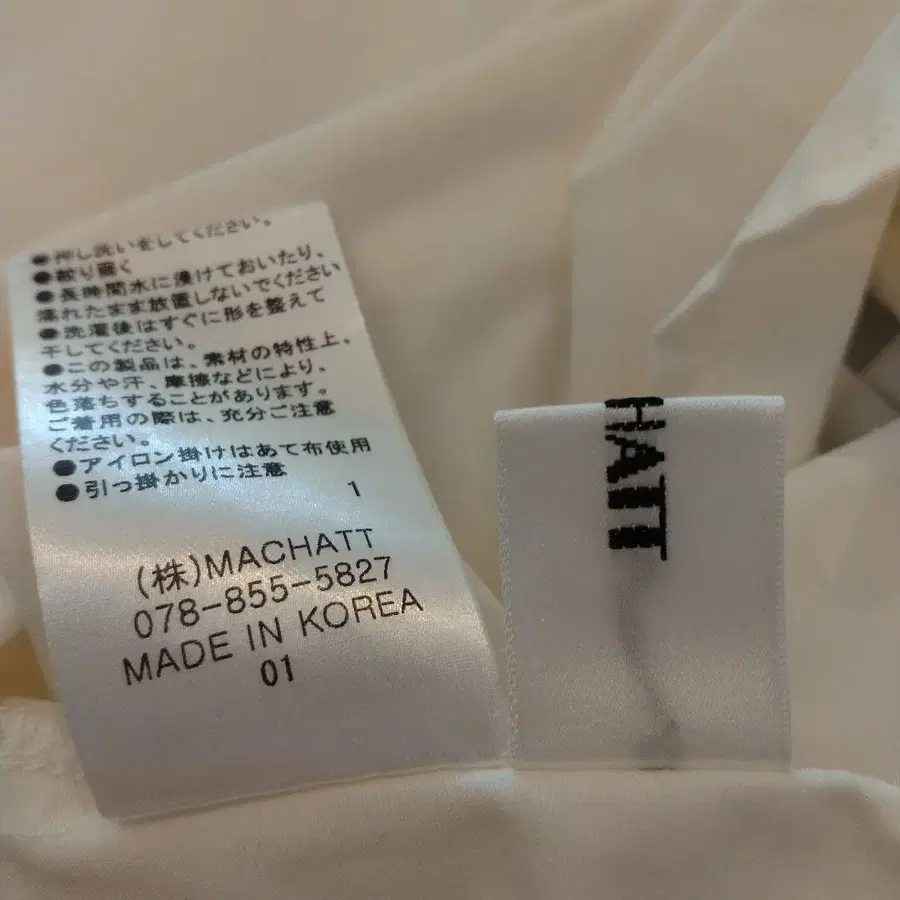 ●押し洗いをしてください。
●絞り弱く
●長時間水に浸けておいたり、
濡れたまま放置しないでください
●洗濯後はすぐに形を整えて
干してください。
●この製品は、素材の特性上、
水分や汗、摩擦などにより、
色落ちすることがあります。
ご着用の際は、充分ご注意
ください。
●アイロン掛けはあて布使用
●引っ掛かりに注意
1
(株)MACHATT
078-855-5827
MADE IN KOREA
01
HATT